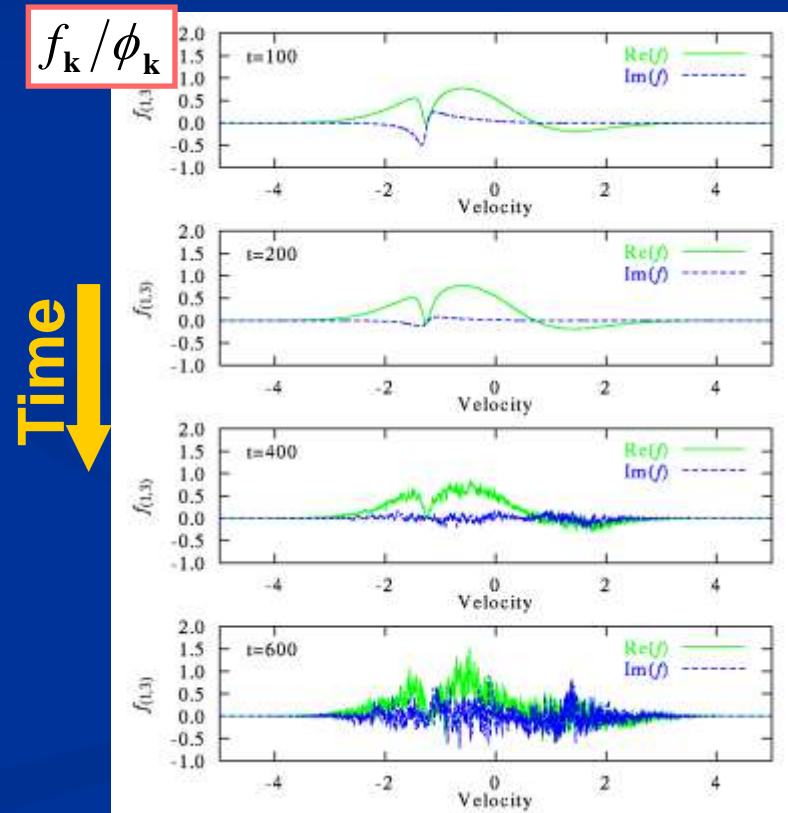 f_k/ϕ_k
Time
2.0
1.5
1.0
0.5
0.0
-0.5
-1.0
f(1,3)
t=100
Re(f)
Im(f)
-4 -2 0 2 4
Velocity
2.0
1.5
1.0
0.5
0.0
-0.5
-1.0
f(1,3)
t=200
Re(f)
Im(f)
-4 -2 0 2 4
Velocity
2.0
1.5
1.0
0.5
0.0
-0.5
-1.0
f(1,3)
t=400
Re(f)
Im(f)
-4 -2 0 2 4
Velocity
2.0
1.5
1.0
0.5
0.0
-0.5
-1.0
f(1,3)
t=600
Re(f)
Im(f)
-4 -2 0 2 4
Velocity